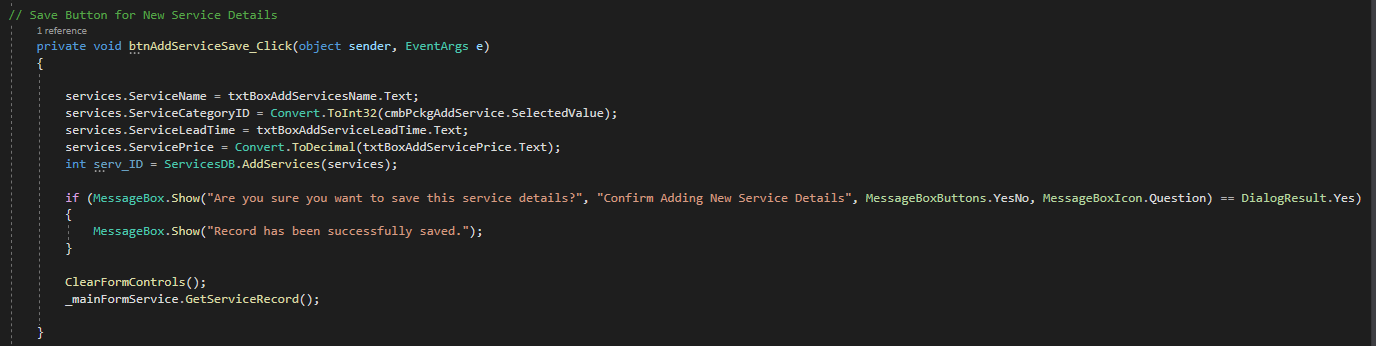 // Save Button for New Service Details
1 reference
private void btnAddServiceSave_Click(object sender, EventArgs e)
{
services.ServiceName = txtBoxAddServicesName.Text;
services.ServiceCategoryID = Convert.ToInt32(cmbPckgAddService.SelectedValue);
services.ServiceLeadTime = txtBoxAddServiceLeadTime.Text;
services.ServicePrice = Convert.ToDecimal(txtBoxAddServicePrice.Text);
int serv_ID = ServicesDB.AddServices(services);
if (MessageBox.Show("Are you sure you want to save this service details?", "Confirm Adding New Service Details", MessageBoxButtons.YesNo, MessageBoxIcon.Question) == DialogResult.Yes)
{
MessageBox.Show("Record has been successfully saved.");
}
ClearFormControls();
_mainFormService.GetServiceRecord();
}